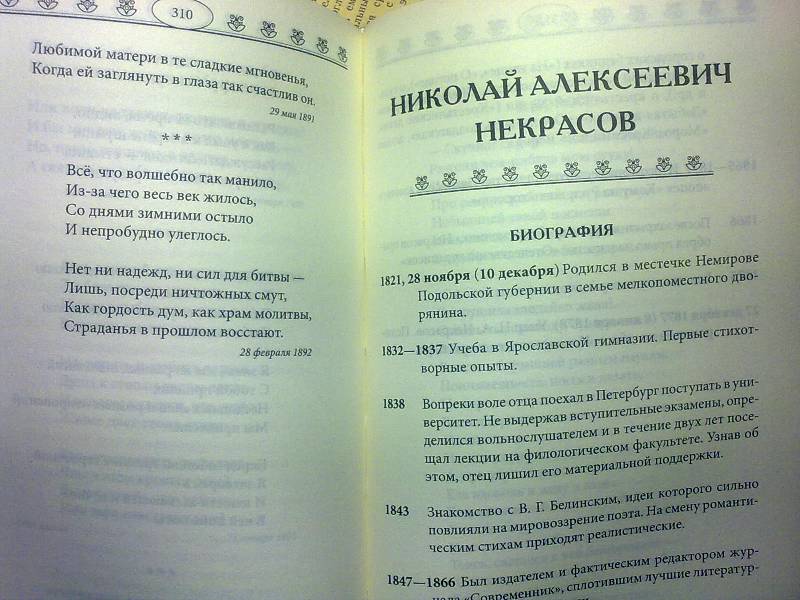 310
Любимой матери в те сладкие мгновенья,
Когда ей заглянуть в глаза так счастлив он.
29 мая 1891
* * *
Всё, что волшебно так манило,
Из-за чего весь век жилось,
Со днями зимними остыло
И непробудно улеглось.
Нет ни надежд, ни сил для битвы —
Лишь, посреди ничтожных смут,
Как гордость дум, как храм молитвы,
Страданья в прошлом восстают.
28 февраля 1892
НИКОЛАЙ АЛЕКСЕЕВИЧ
НЕКРАСОВ
БИОГРАФИЯ
1821, 28 ноября (10 декабря) Родился в местечке Немирове
Подольской губернии в семье мелкопоместного дво-
рянина.
1832—1837 Учеба в Ярославской гимназии. Первые стихот-
ворные опыты.
1838 Вопреки воле отца поехал в Петербург поступать в уни-
верситет. Не выдержав вступительные экзамены, опре-
делился вольнослушателем и в течение двух лет посе-
щал лекции на филологическом факультете. Узнав об
этом, отец лишил его материальной поддержки.
1843 Знакомство с В. Г. Белинским, идеи которого сильно
повлияли на мировоззрение поэта. На смену романти-
ческим стихам приходят реалистические.
1847—1866 Был издателем и фактическим редактором жур-
нала «Современник», сплотившим лучшие литератур-